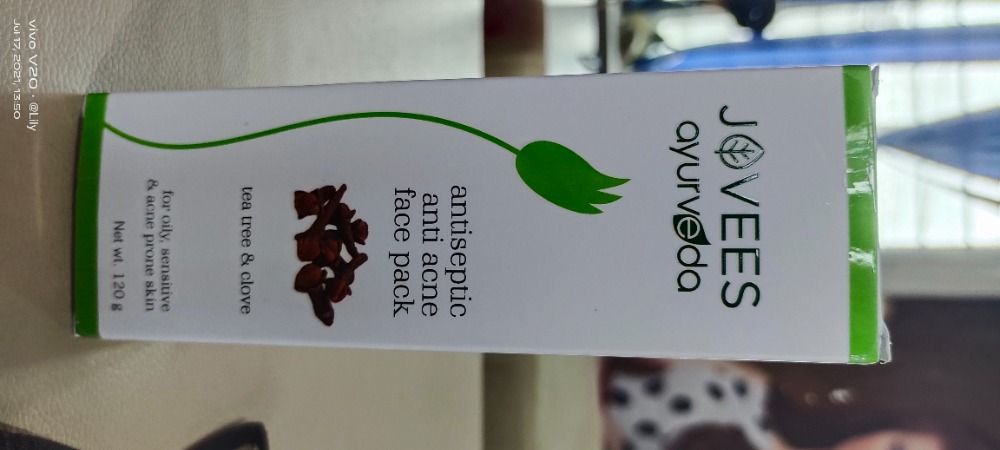 JOVEES
ayurveda
antiseptic
anti acne
face pack
tea tree & clove
for oily, sensitive
& acne prone skin
Net wt. 120 g
vivo V20 · @Lily
Jul 17, 2021, 13:50